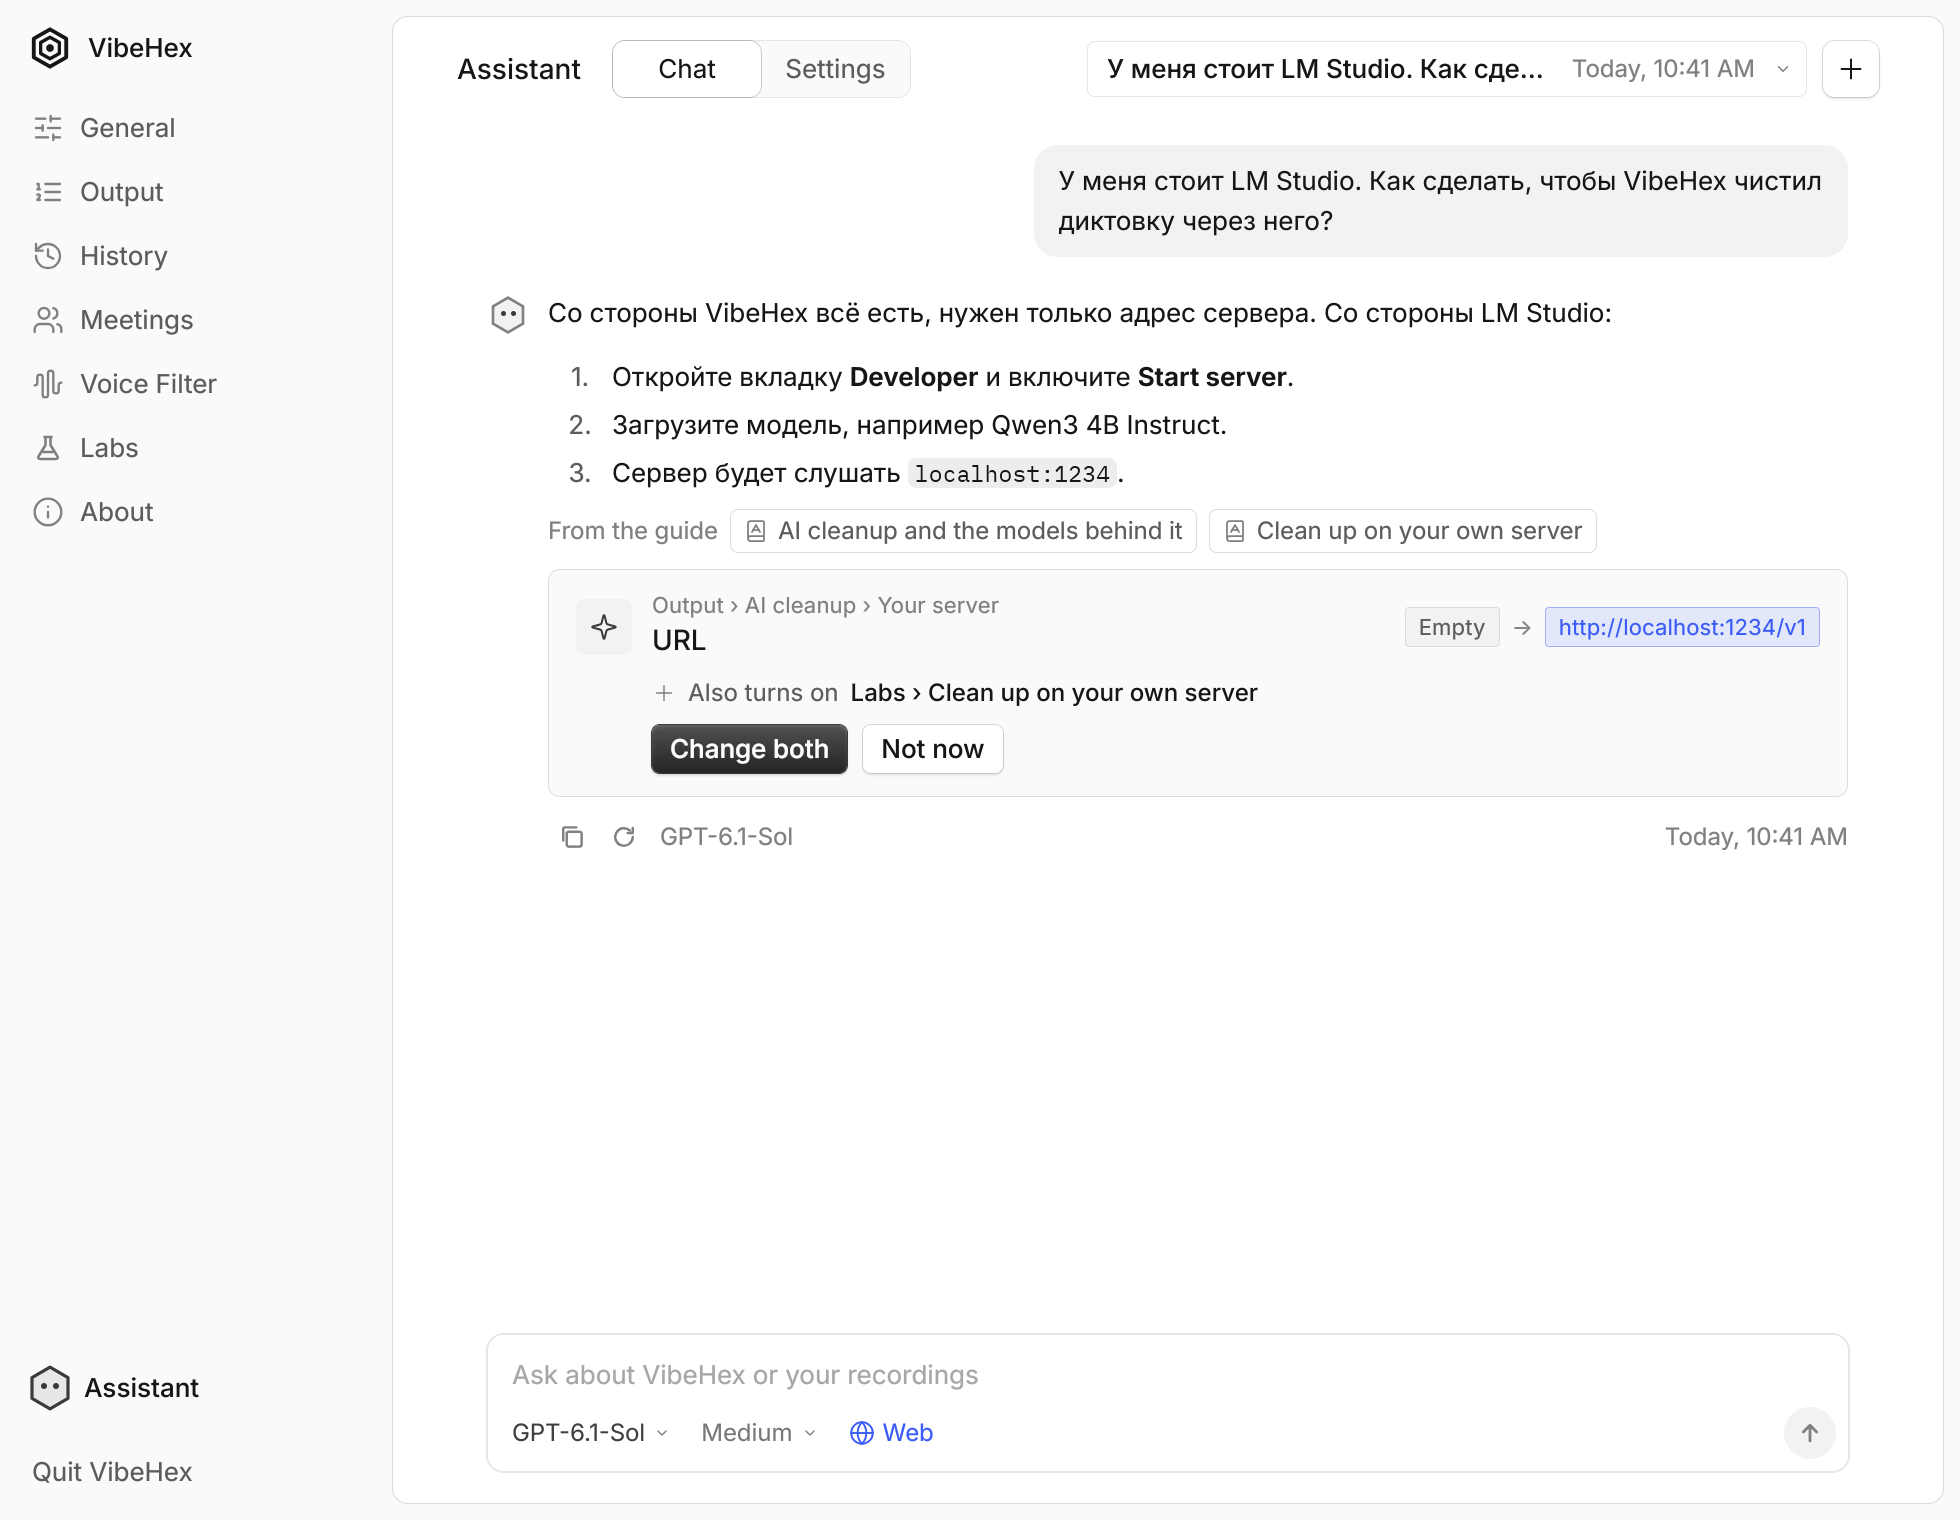 VibeHex
General
Output
History
Meetings
Voice Filter
Labs
About
Assistant
Quit VibeHex
Assistant
Chat
Settings
У меня стоит LM Studio. Как сде...
Today, 10:41 AM
У меня стоит LM Studio. Как сделать, чтобы VibeHex чистил
диктовку через него?
Со стороны VibeHex всё есть, нужен только адрес сервера. Со стороны LM Studio:
1. Откройте вкладку Developer и включите Start server.
2. Загрузите модель, например Qwen3 4B Instruct.
3. Сервер будет слушать localhost:1234.
From the guide
AI cleanup and the models behind it
Clean up on your own server
Output › AI cleanup › Your server
URL
Empty → http://localhost:1234/v1
+ Also turns on Labs › Clean up on your own server
Change both
Not now
GPT-6.1-Sol
Today, 10:41 AM
Ask about VibeHex or your recordings
GPT-6.1-Sol
Medium
Web